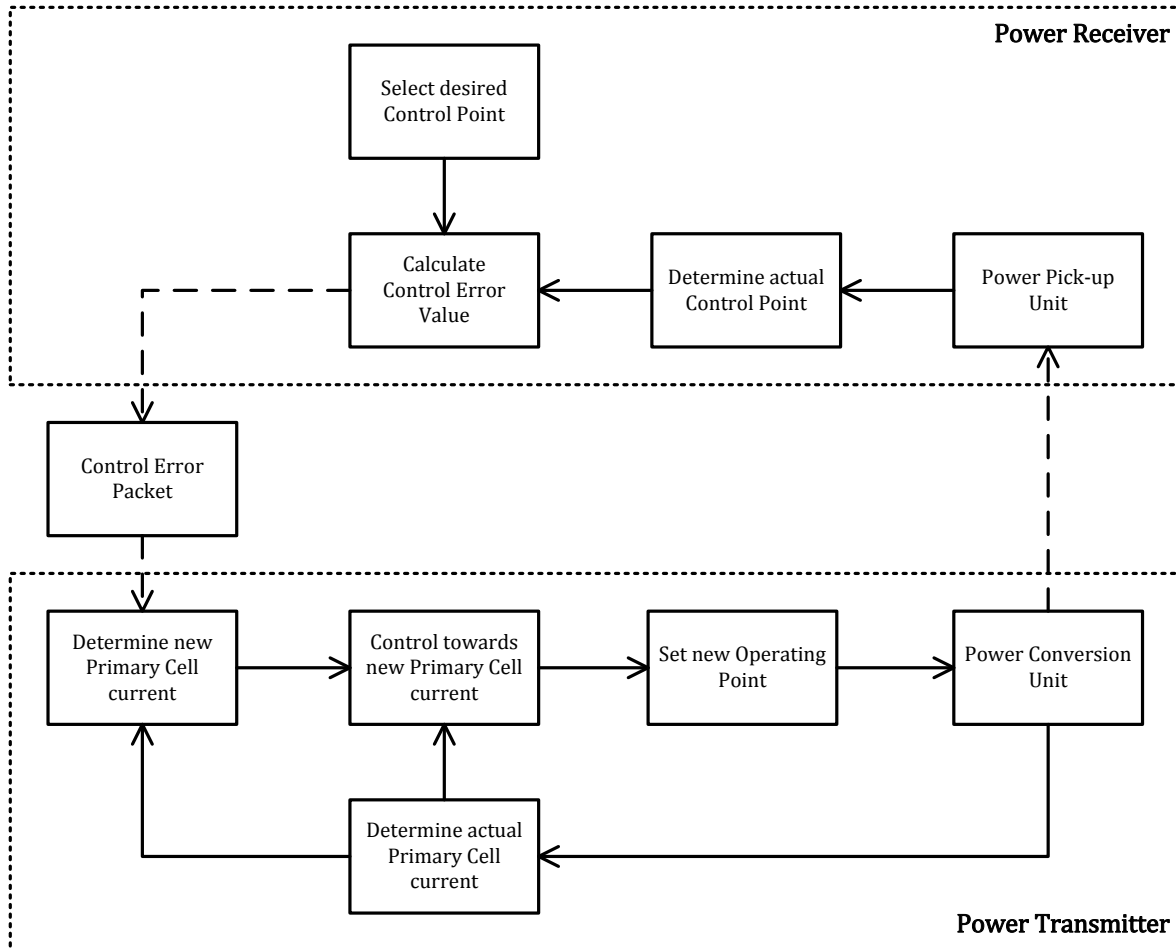 Power Receiver
Select desired
Control Point
Calculate
Control Error
Value
Determine actual
Control Point
Power Pick-up
Unit
Control Error
Packet
Determine new
Primary Cell
current
Control towards
new Primary Cell
current
Set new Operating
Point
Power Conversion
Unit
Determine actual
Primary Cell
current
Power Transmitter